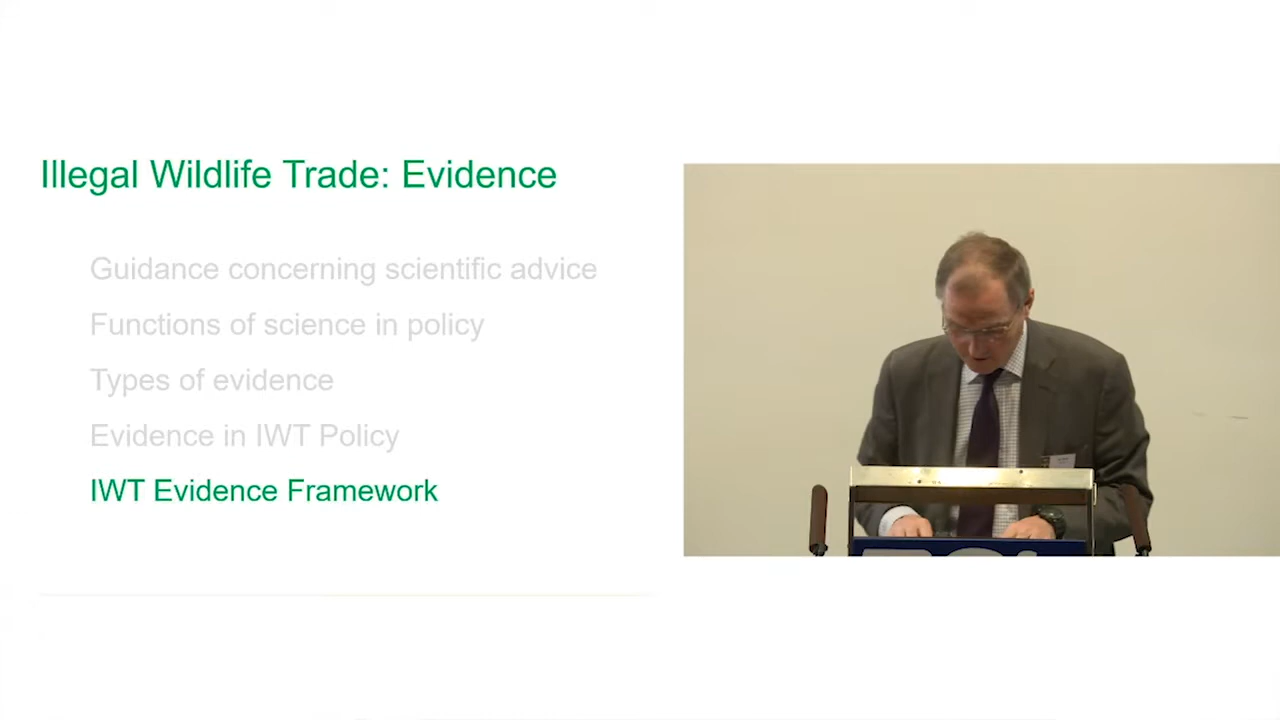 Illegal Wildlife Trade: Evidence
Guidance concerning scientific advice
Functions of science in policy
Types of evidence
Evidence in IWT Policy
IWT Evidence Framework